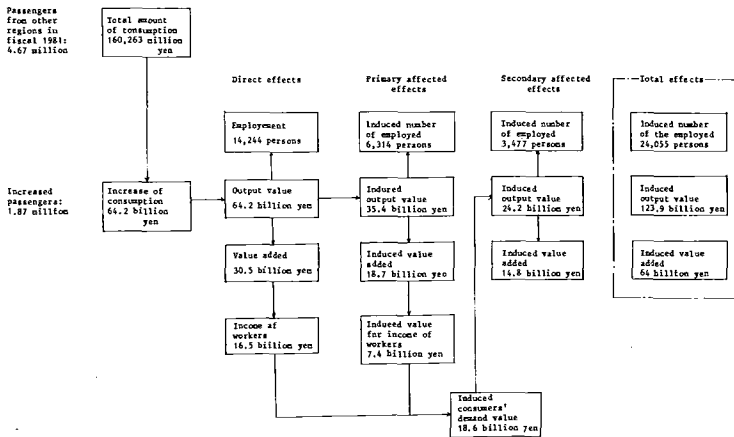 Passengers
from other
regions in
fiscal 1981:
4.67 million
Total amount
of consumption
160,263 million
yen
Direct effects
Primary affected
effects
Secondary affected
effects
Total effects
Employement
14,244 persons
Induced number
of employed
6,314 persons
Induced number
of employed
3,477 persons
Induced number
of the employed
24,055 persons
Increased
passengers:
1.87 million
Increase of
consumption
64.2 billion
yen
Output value
64.2 billion yen
Indured
output value
35.4 billion yen
Induced
output value
24.2 billion yen
Induced
output value
123.9 billion yen
Value added
30.5 billion yen
Induced value
added
18.7 billion yen
Induced value
added
14.8 billion yen
Induced value
added
64 billion yen
Income of
workers
16.5 billion yen
Induced value
for income of
workers
7.4 billion yen
Induced
consumers'
demand value
18.6 billion yen